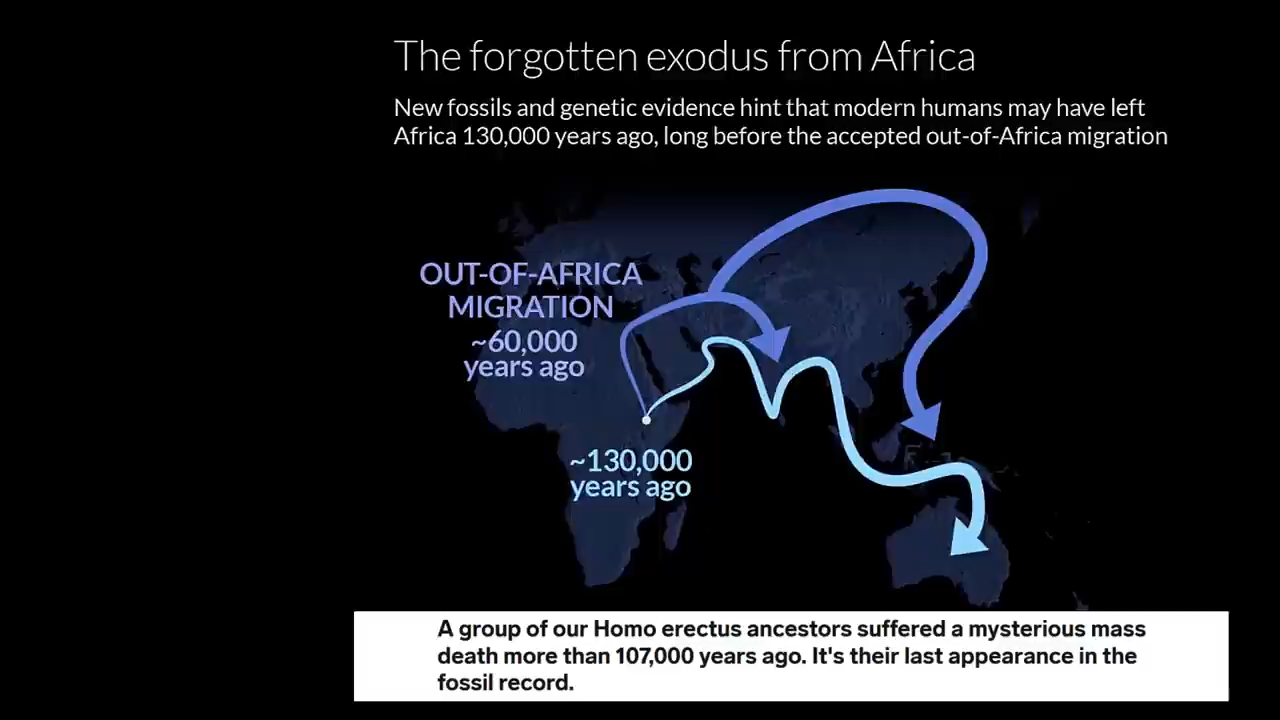 The forgotten exodus from Africa
New fossils and genetic evidence hint that modern humans may have left
Africa 130,000 years ago, long before the accepted out-of-Africa migration
OUT-OF-AFRICA
MIGRATION
~60,000
years ago
~130,000
years ago
A group of our Homo erectus ancestors suffered a mysterious mass
death more than 107,000 years ago. It's their last appearance in the
fossil record.